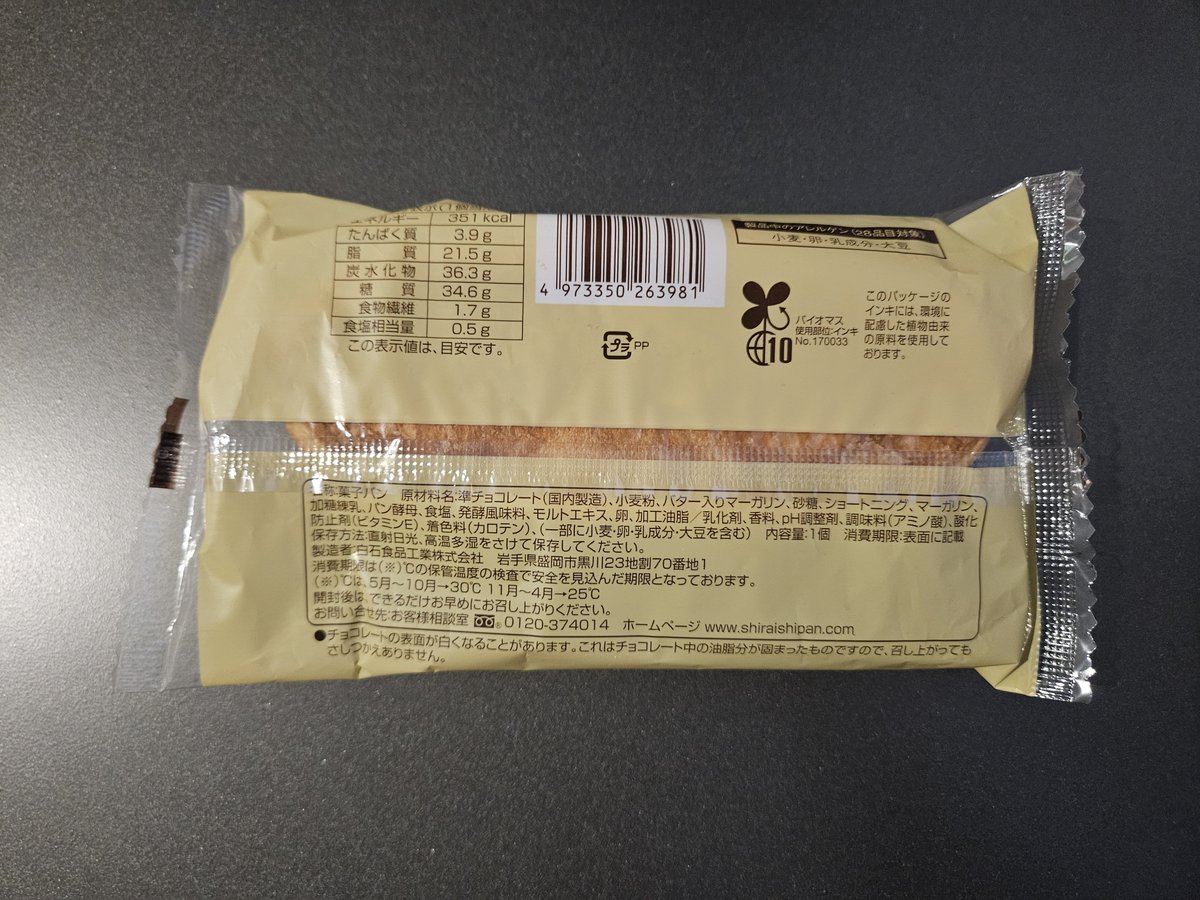 表示(1個
エネルギー 351kcal
たんぱく質 3.9g
脂質 21.5g
炭水化物 36.3g
糖質 34.6g
食物繊維 1.7g
食塩相当量 0.5g
この表示値は、目安です。
4 973350 263981
プラ PP
製品中のアレルゲン(28品目対象)
小麦・卵・乳成分・大豆
バイオマス
使用部位:インキ
No.170033
10
このパッケージの
インキには、環境に
配慮した植物由来
の原料を使用して
おります。
名称:菓子パン 原材料名:準チョコレート(国内製造)、小麦粉、バター入りマーガリン、砂糖、ショートニング、マーガリン、
加糖練乳、パン酵母、食塩、発酵風味料、モルトエキス、卵、加工油脂/乳化剤、香料、pH調整剤、調味料(アミノ酸)、酸化
防止剤(ビタミンE)、着色料(カロテン)、(一部に小麦・卵・乳成分・大豆を含む) 内容量:1個 消費期限:表面に記載
保存方法:直射日光、高温多湿をさけて保存してください。
製造者:白石食品工業株式会社 岩手県盛岡市黒川23地割70番地1
消費期限は(※)℃の保管温度の検査で安全を見込んだ期限となっております。
(※)℃は、5月~10月→30℃ 11月~4月→25℃
開封後は、できるだけお早めにお召し上がりください。
お問い合せ先:お客様相談室 0120-374014 ホームページ www.shiraishipan.com
●チョコレートの表面が白くなることがあります。これはチョコレート中の油脂分が固まったものですので、召し上がっても
さしつかえありません。